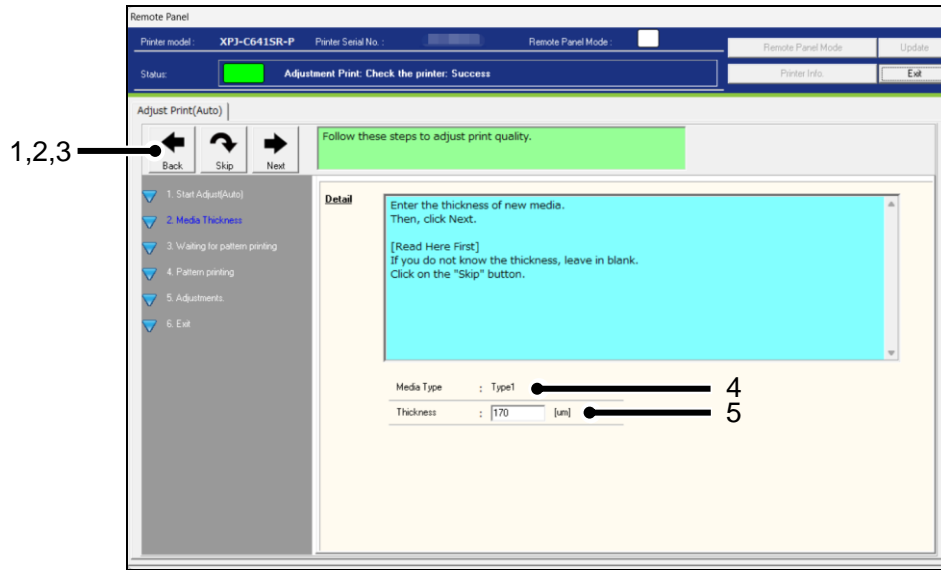 Remote Panel
Printer model : XPJ-C641SR-P Printer Serial No. : Remote Panel Mode :
Remote Panel Mode Update
Status: Adjustment Print: Check the printer: Success
Printer Info. Exit
Adjust Print(Auto)
1,2,3
Back Skip Next
Follow these steps to adjust print quality.
1. Start Adjust(Auto)
2. Media Thickness
3. Waiting for pattern printing
4. Pattern printing
5. Adjustments
6. Exit
Detail
Enter the thickness of new media.
Then, click Next.
[Read Here First]
If you do not know the thickness, leave in blank.
Click on the "Skip" button.
Media Type : Type1 4
Thickness : 170 [um] 5